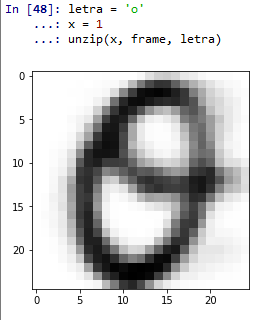 In [48]: letra = 'o'
    ...: x = 1
    ...: unzip(x, frame, letra)
0
5
10
15
20
0 5 10 15 20